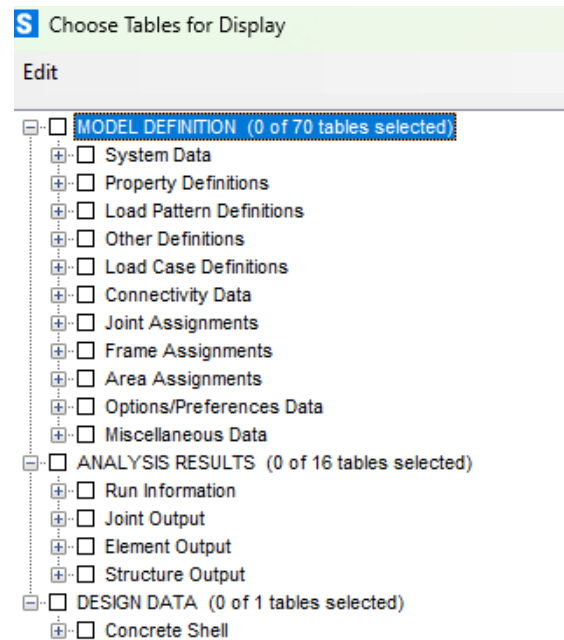 S Choose Tables for Display
Edit
MODEL DEFINITION (0 of 70 tables selected)
System Data
Property Definitions
Load Pattern Definitions
Other Definitions
Load Case Definitions
Connectivity Data
Joint Assignments
Frame Assignments
Area Assignments
Options/Preferences Data
Miscellaneous Data
ANALYSIS RESULTS (0 of 16 tables selected)
Run Information
Joint Output
Element Output
Structure Output
DESIGN DATA (0 of 1 tables selected)
Concrete Shell